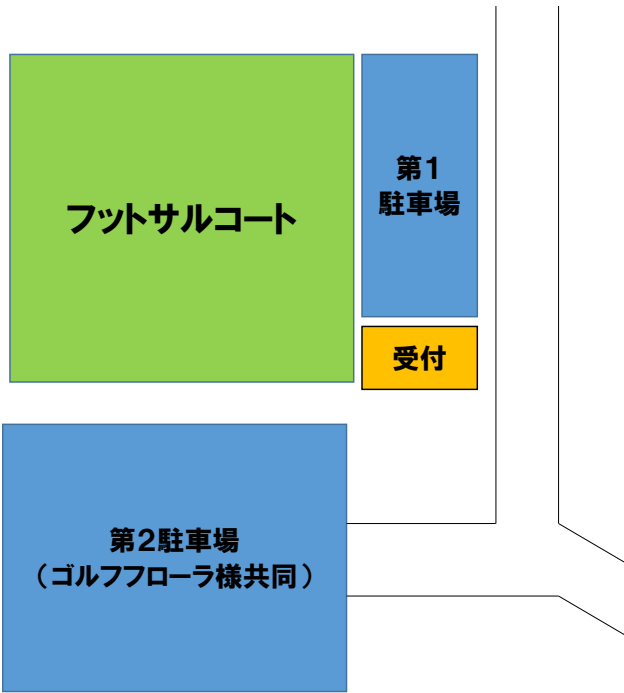 フットサルコート
第1
駐車場
受付
第2駐車場
（ゴルフフローラ様共同）